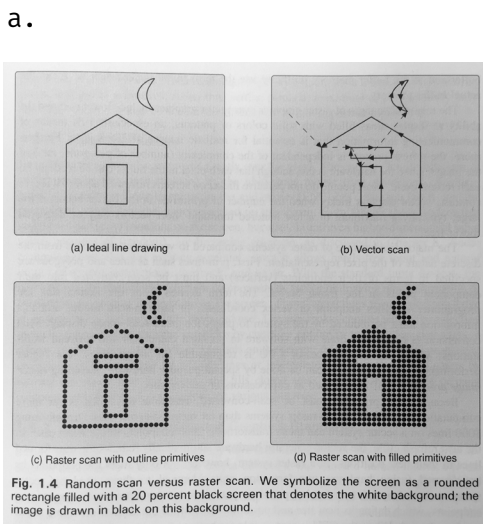 a.
(a) Ideal line drawing
(b) Vector scan
(c) Raster scan with outline primitives
(d) Raster scan with filled primitives
Fig. 1.4 Random scan versus raster scan. We symbolize the screen as a rounded
rectangle filled with a 20 percent black screen that denotes the white background; the
image is drawn in black on this background.